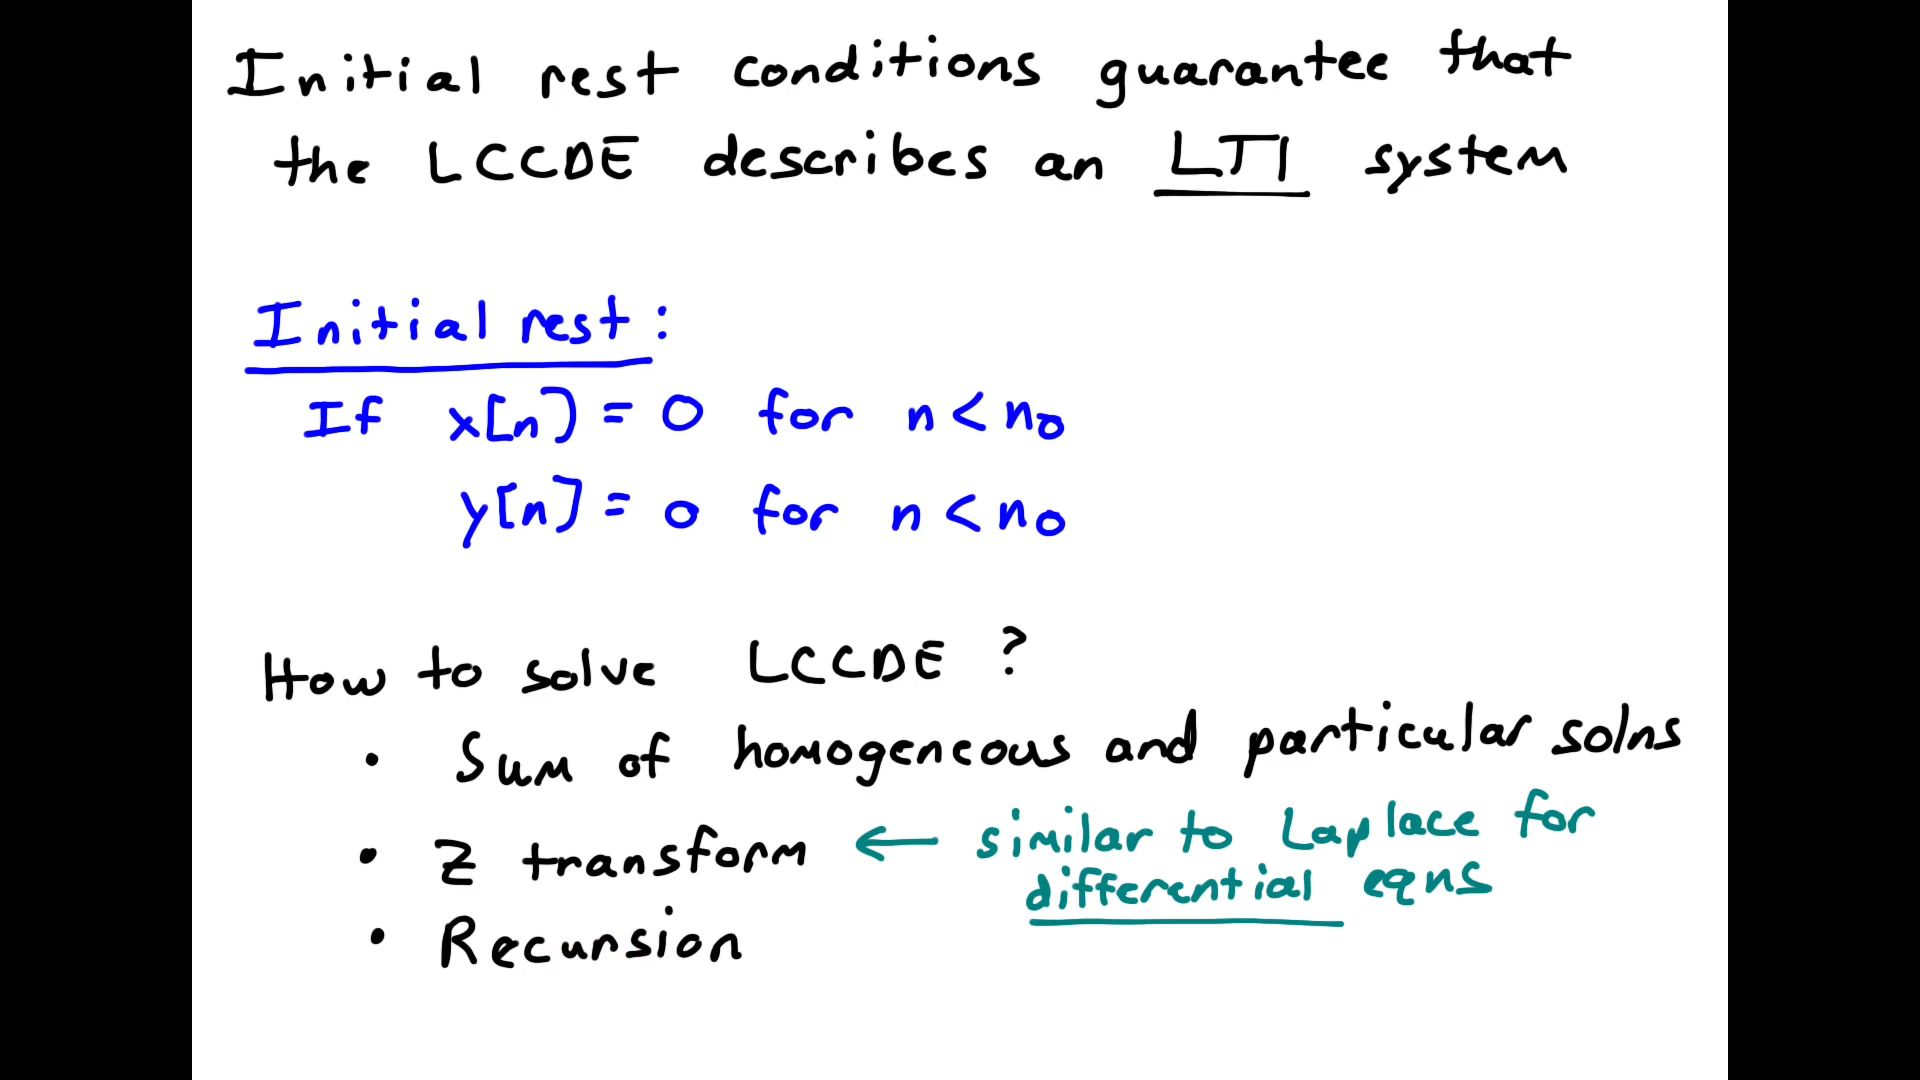 Initial rest conditions guarantee that
the LCCDE describes an LTI system
Initial rest:
If x[n] = 0 for n < n₀
y[n] = 0 for n < n₀
How to solve LCCDE ?
• Sum of homogeneous and particular solns
• Z transform ← similar to Laplace for
differential eqns
• Recursion